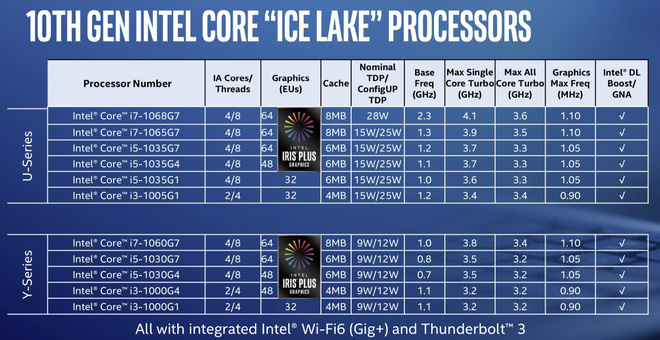 10TH GEN INTEL CORE “ICE LAKE” PROCESSORS
Processor Number IA Cores/ Threads Graphics (EUs) Cache Nominal TDP/ ConfigUP TDP Base Freq (GHz) Max Single Core Turbo (GHz) Max All Core Turbo (GHz) Graphics Max Freq (MHz) Intel® DL Boost/ GNA
U-Series
Intel® Core™ i7-1068G7 4/8 64 8MB 28W 2.3 4.1 3.6 1.10 √
Intel® Core™ i7-1065G7 4/8 64 8MB 15W/25W 1.3 3.9 3.5 1.10 √
Intel® Core™ i5-1035G7 4/8 64 6MB 15W/25W 1.2 3.7 3.3 1.05 √
Intel® Core™ i5-1035G4 4/8 48 6MB 15W/25W 1.1 3.7 3.3 1.05 √
INTEL
IRIS PLUS
GRAPHICS
Intel® Core™ i5-1035G1 4/8 32 6MB 15W/25W 1.0 3.6 3.3 1.05 √
Intel® Core™ i3-1005G1 2/4 32 4MB 15W/25W 1.2 3.4 3.4 0.90 √
Y-Series
Intel® Core™ i7-1060G7 4/8 64 8MB 9W/12W 1.0 3.8 3.4 1.10 √
Intel® Core™ i5-1030G7 4/8 64 6MB 9W/12W 0.8 3.5 3.2 1.05 √
Intel® Core™ i5-1030G4 4/8 48 6MB 9W/12W 0.7 3.5 3.2 1.05 √
Intel® Core™ i3-1000G4 2/4 48 4MB 9W/12W 1.1 3.2 3.2 0.90 √
INTEL
IRIS PLUS
GRAPHICS
Intel® Core™ i3-1000G1 2/4 32 4MB 9W/12W 1.1 3.2 3.2 0.90 √
All with integrated Intel® Wi-Fi6 (Gig+) and Thunderbolt™ 3